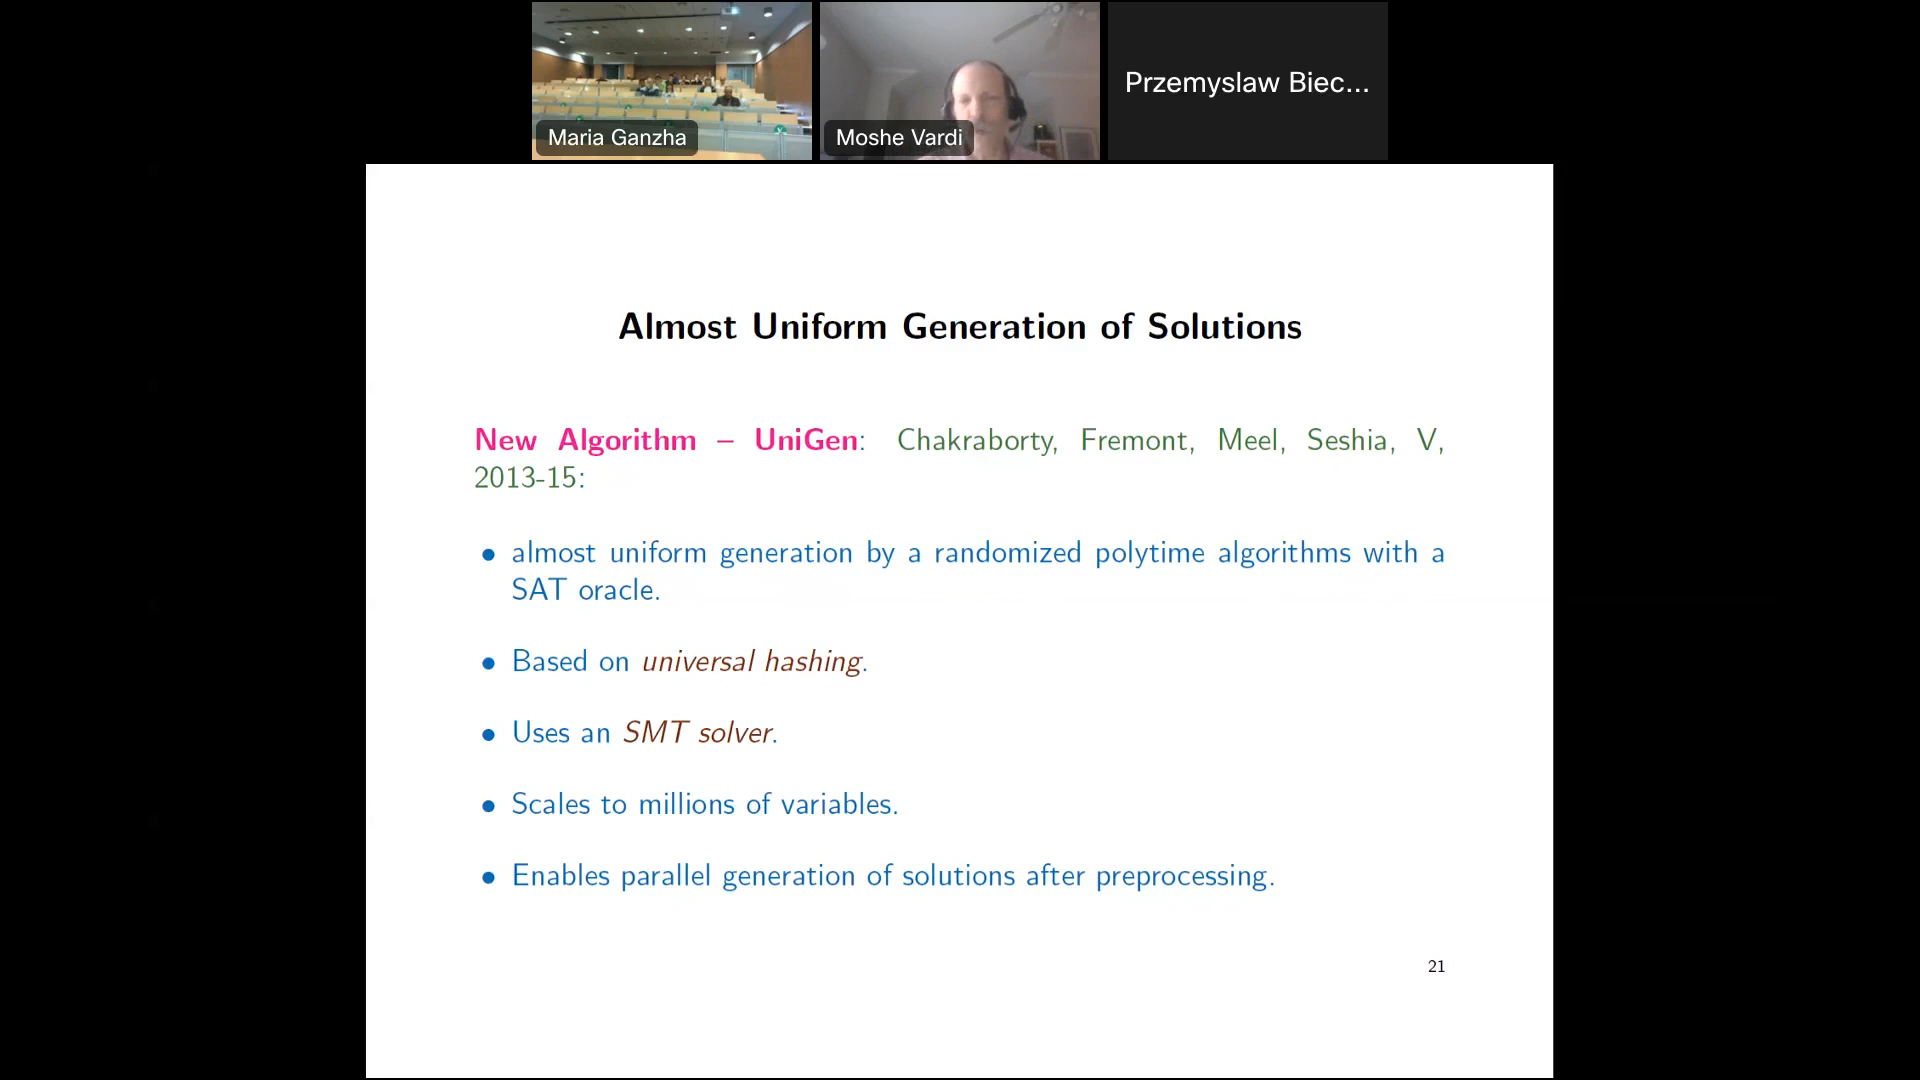 Maria Ganzha
Moshe Vardi
Przemyslaw Biec...
Almost Uniform Generation of Solutions
New Algorithm – UniGen: Chakraborty, Fremont, Meel, Seshia, V,
2013-15:
• almost uniform generation by a randomized polytime algorithms with a
SAT oracle.
• Based on universal hashing.
• Uses an SMT solver.
• Scales to millions of variables.
• Enables parallel generation of solutions after preprocessing.
21